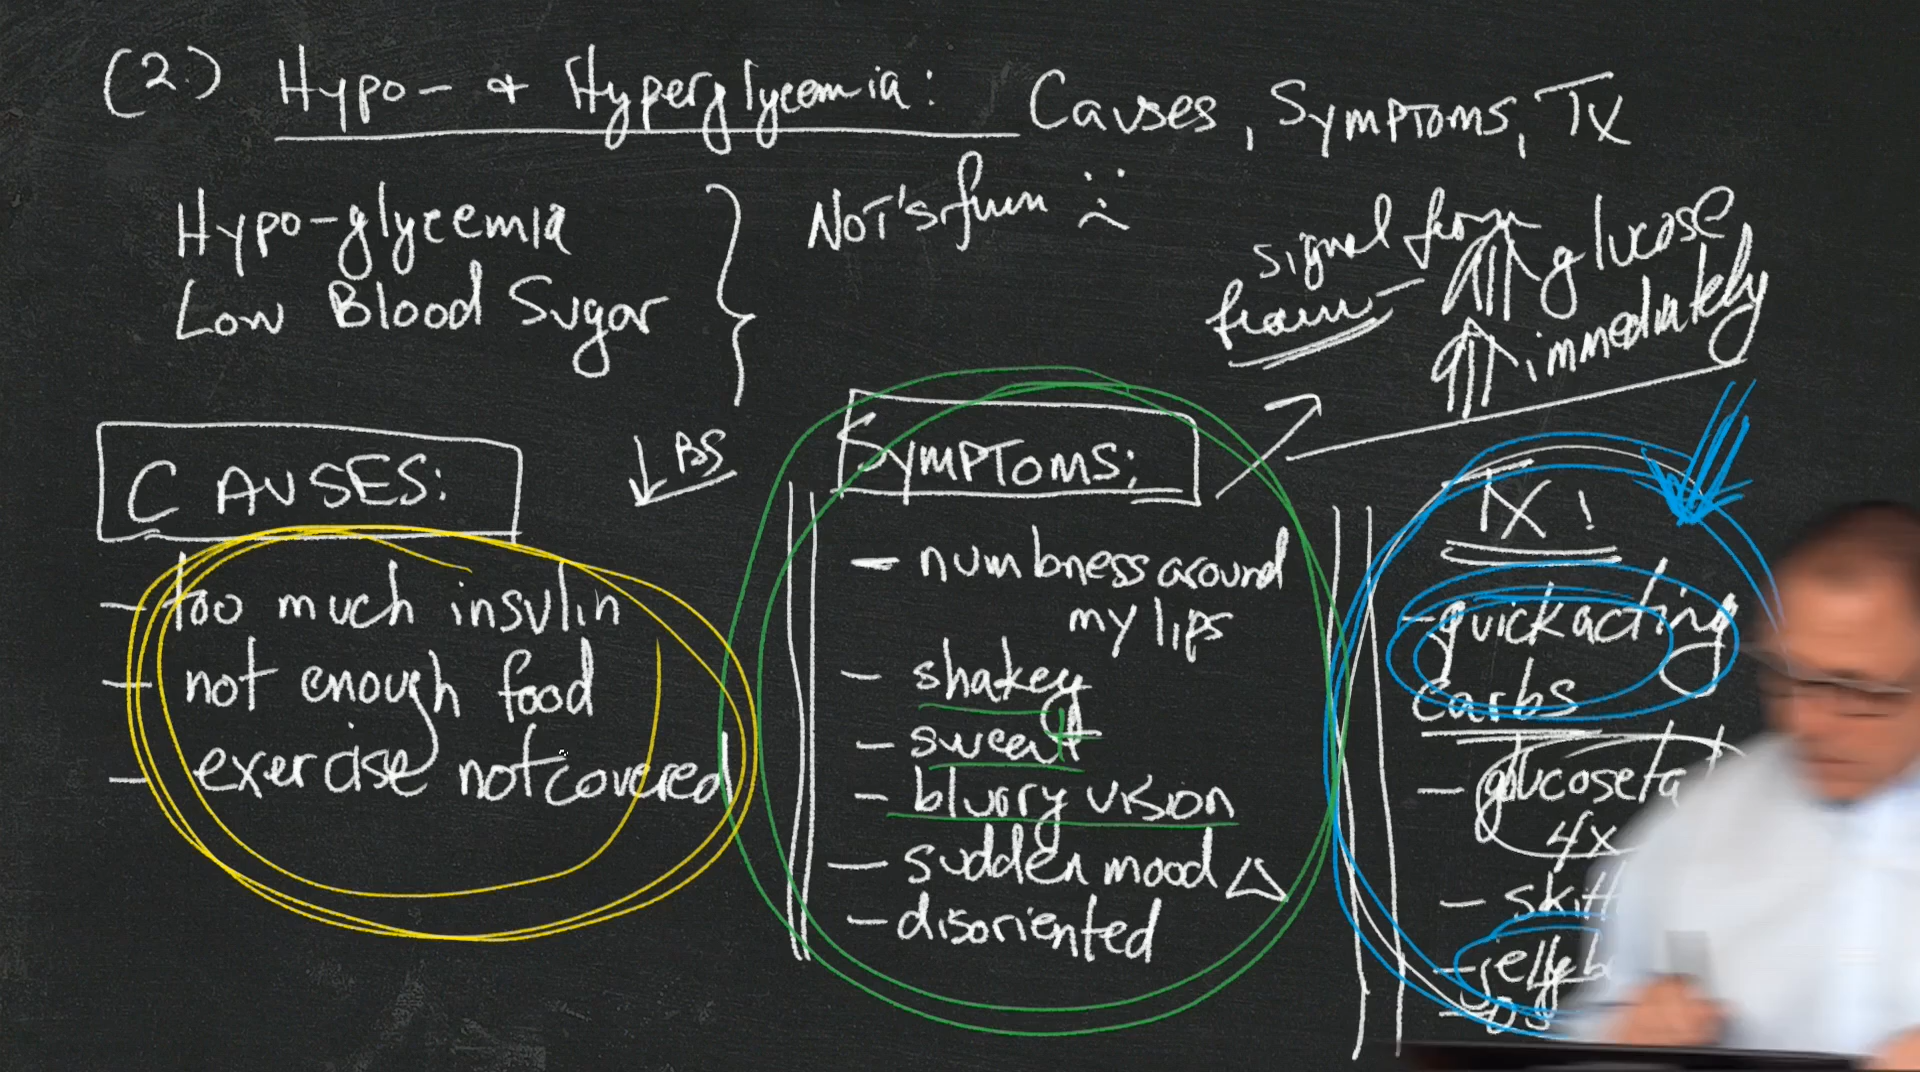 (2.) Hypo- + Hyperglycemia: Causes, Symptoms, Tx
Hypo-glycemia
Low Blood Sugar
NOT's fun
signal from
glucose
immediately
CAUSES:
- too much insulin
- not enough food
- exercise not covered
↓ BS
SYMPTOMS:
- numbness around
my lips
- shakey
- sweat
- blurry vision
- sudden mood △
- disoriented
TX!
- quick acting
carbs
- glucose
4x